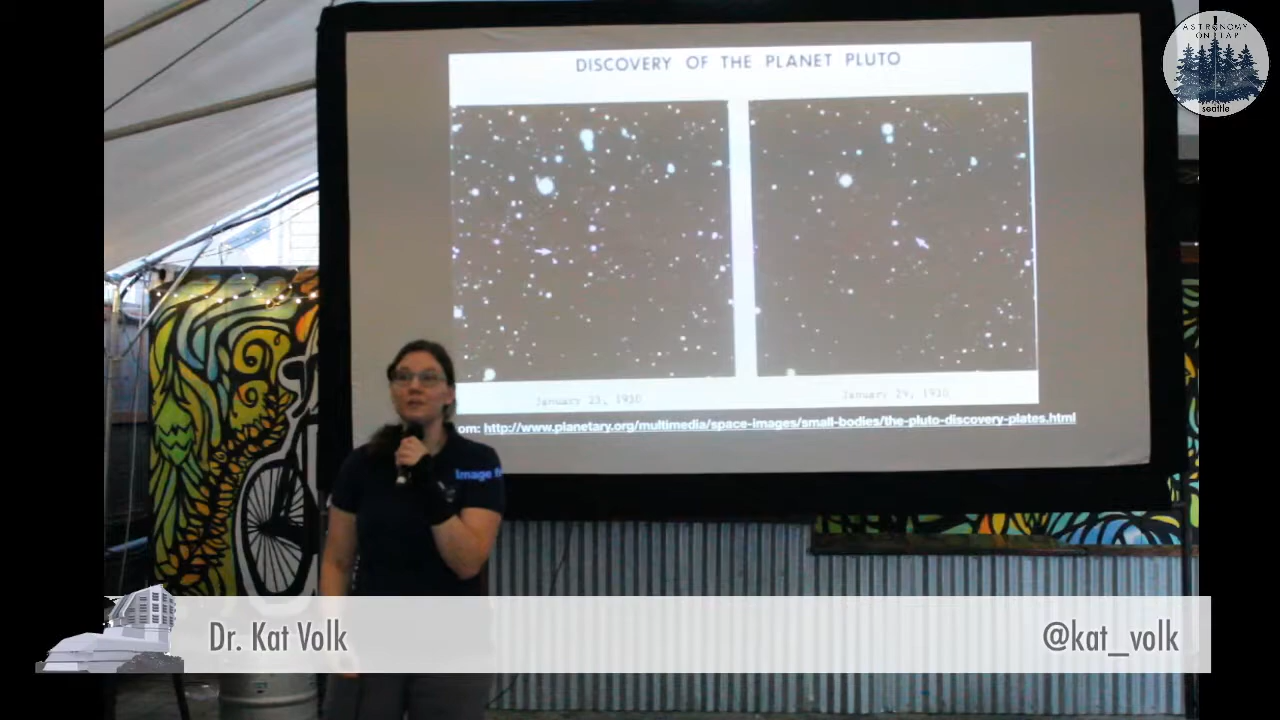 ASTRONOMY
ON TAP
seattle
DISCOVERY OF THE PLANET PLUTO
January 23, 1930
January 29, 1930
om: http://www.planetary.org/multimedia/space-images/small-bodies/the-pluto-discovery-plates.html
Image f
Dr. Kat Volk
@kat_volk